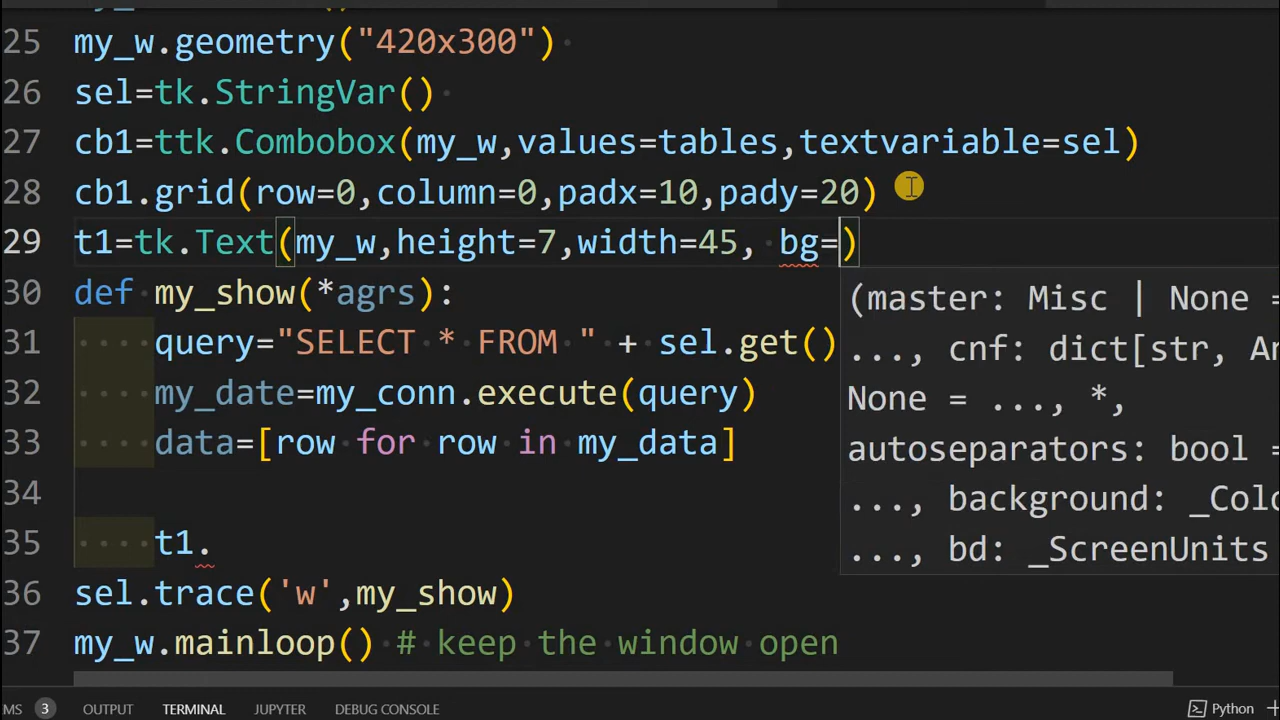 25 my_w.geometry("420x300")
26 sel=tk.StringVar()
27 cb1=ttk.Combobox(my_w,values=tables,textvariable=sel)
28 cb1.grid(row=0,column=0,padx=10,pady=20)
29 t1=tk.Text(my_w,height=7,width=45, bg=)
30 def my_show(*agrs):
(master: Misc | None =
31 query="SELECT * FROM " + sel.get()
..., cnf: dict[str, An
32 my_date=my_conn.execute(query)
None = ..., *,
33 data=[row for row in my_data]
autoseparators: bool =
34
..., background: _Colo
35 t1.
..., bd: _ScreenUnits
36 sel.trace('w',my_show)
37 my_w.mainloop() # keep the window open
MS 3 OUTPUT TERMINAL JUPYTER DEBUG CONSOLE Python